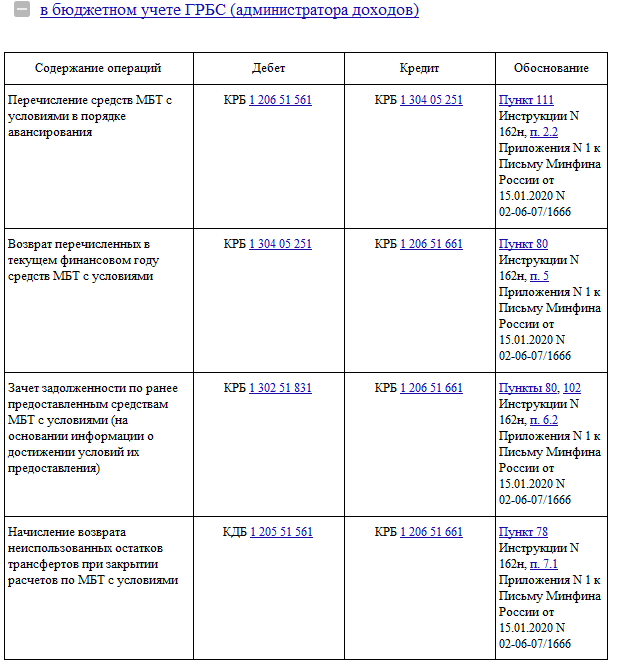 в бюджетном учете ГРБС (администратора доходов)
Содержание операций
Дебет
Кредит
Обоснование
Перечисление средств МБТ с
условиями в порядке
авансирования
КРБ 1 206 51 561
КРБ 1 304 05 251
Пункт 111
Инструкции N
162н, п. 2.2
Приложения N 1 к
Письму Минфина
России от
15.01.2020 N
02-06-07/1666
Возврат перечисленных в
текущем финансовом году
средств МБТ с условиями
КРБ 1 304 05 251
КРБ 1 206 51 661
Пункт 80
Инструкции N
162н, п. 5
Приложения N 1 к
Письму Минфина
России от
15.01.2020 N
02-06-07/1666
Зачет задолженности по ранее
предоставленным средствам
МБТ с условиями (на
основании информации о
достижении условий их
предоставления)
КРБ 1 302 51 831
КРБ 1 206 51 661
Пункты 80, 102
Инструкции N
162н, п. 6.2
Приложения N 1 к
Письму Минфина
России от
15.01.2020 N
02-06-07/1666
Начисление возврата
неиспользованных остатков
трансфертов при закрытии
расчетов по МБТ с условиями
КДБ 1 205 51 561
КРБ 1 206 51 661
Пункт 78
Инструкции N
162н, п. 7.1
Приложения N 1 к
Письму Минфина
России от
15.01.2020 N
02-06-07/1666